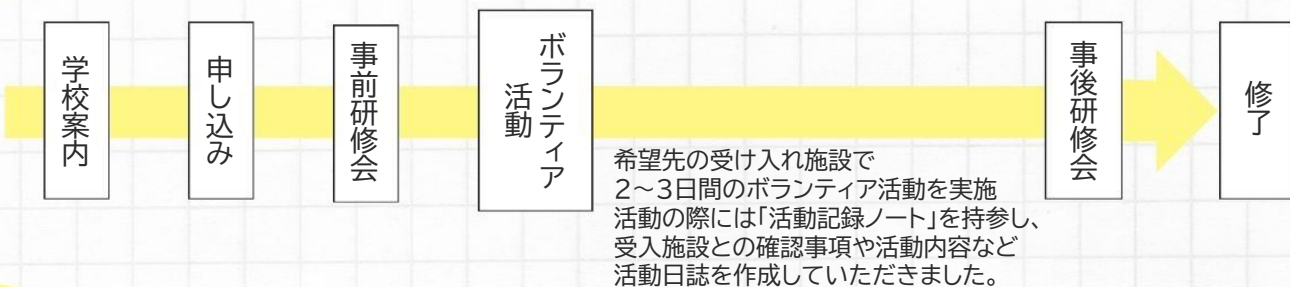 学校案内
申し込み
事前研修会
ボランティア
活動
希望先の受け入れ施設で
2～3日間のボランティア活動を実施
活動の際には「活動記録ノート」を持参し、
受入施設との確認事項や活動内容など
活動日誌を作成していただきました。
事後研修会
修了